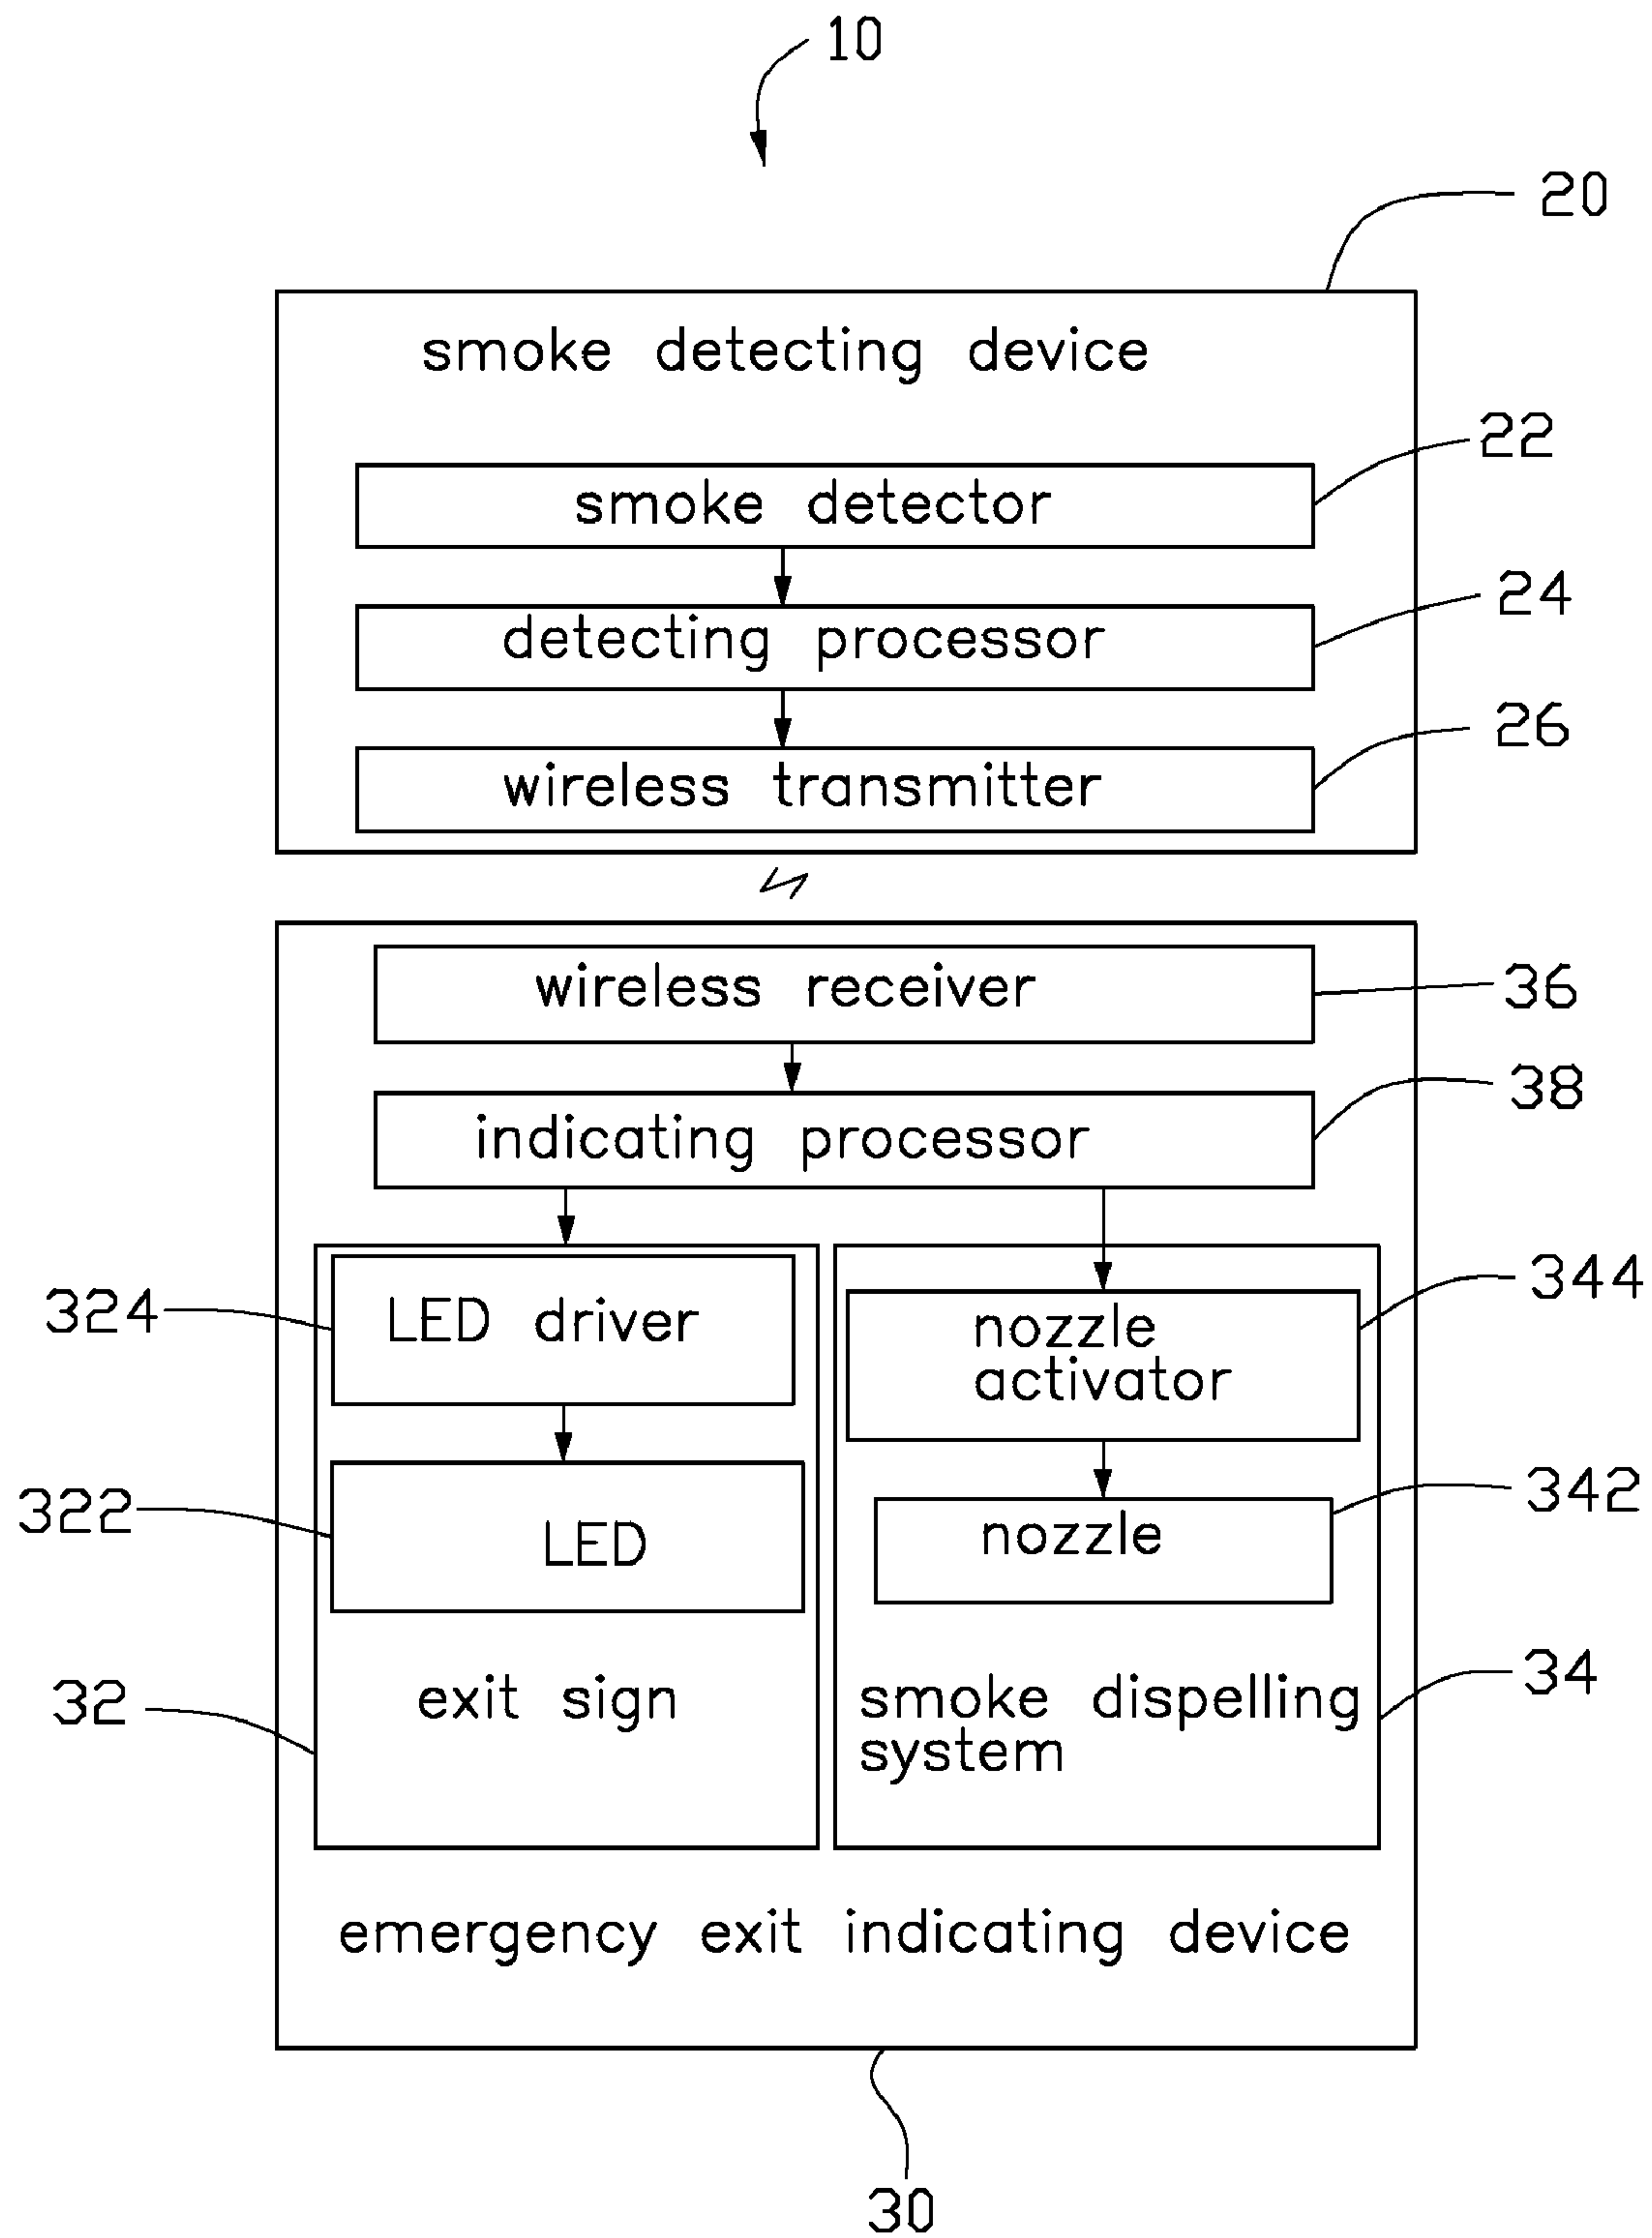 10
20
smoke detecting device
22
smoke detector
24
detecting processor
26
wireless transmitter
wireless receiver
36
38
indicating processor
324
LED driver
nozzle
activator
344
322
LED
nozzle
342
32
exit sign
smoke dispelling
system
34
emergency exit indicating device
30